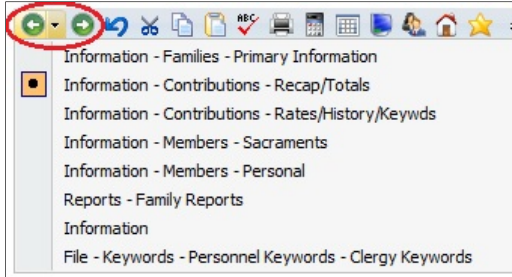 ABC
Information - Families - Primary Information
Information - Contributions - Recap/Totals
Information - Contributions - Rates/History/Keywds
Information - Members - Sacraments
Information - Members - Personal
Reports - Family Reports
Information
File - Keywords - Personnel Keywords - Clergy Keywords